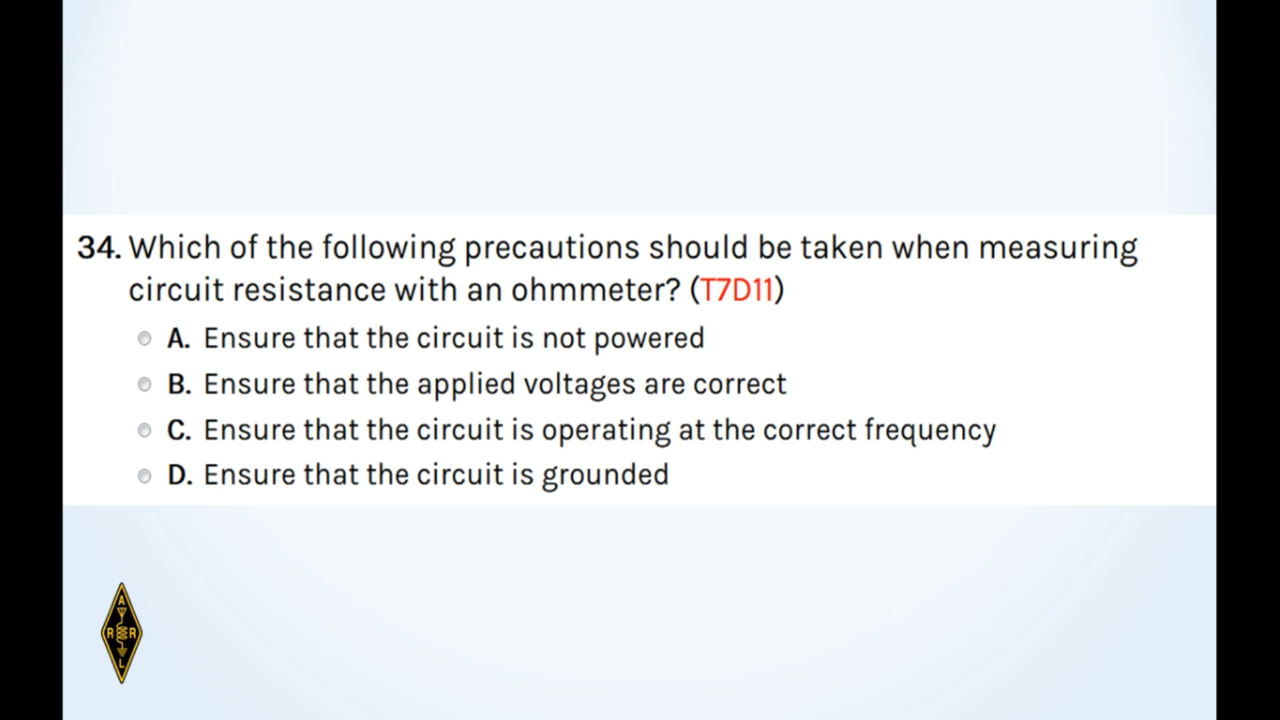 34. Which of the following precautions should be taken when measuring
circuit resistance with an ohmmeter? (T7D11)
A. Ensure that the circuit is not powered
B. Ensure that the applied voltages are correct
C. Ensure that the circuit is operating at the correct frequency
D. Ensure that the circuit is grounded
A
R R
L